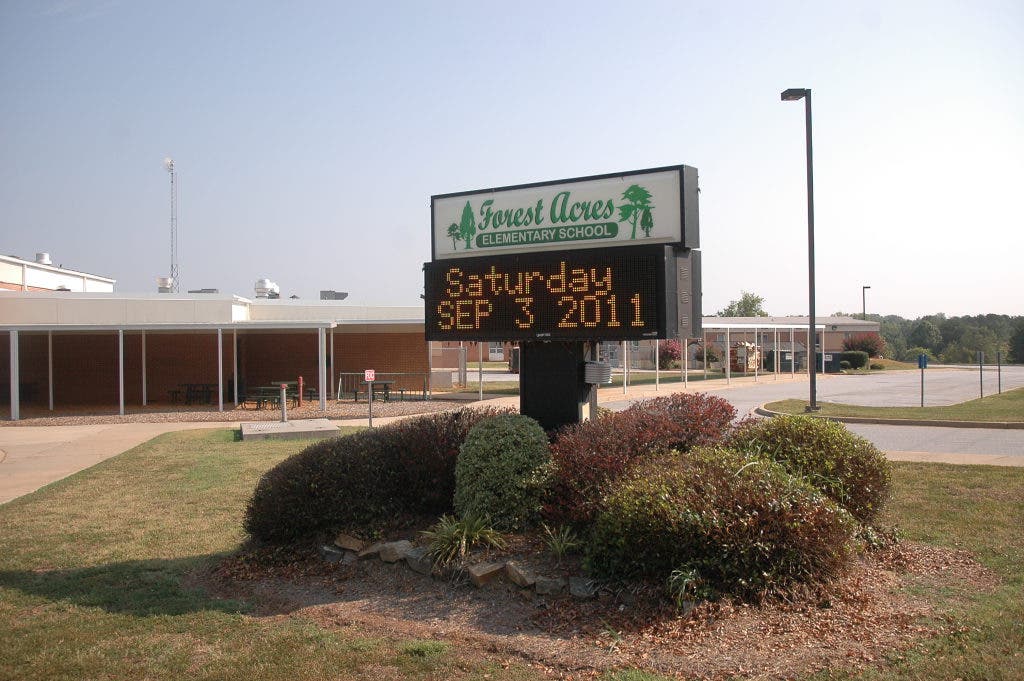 Forest Acres
ELEMENTARY SCHOOL
Saturday
SEP 3 2011